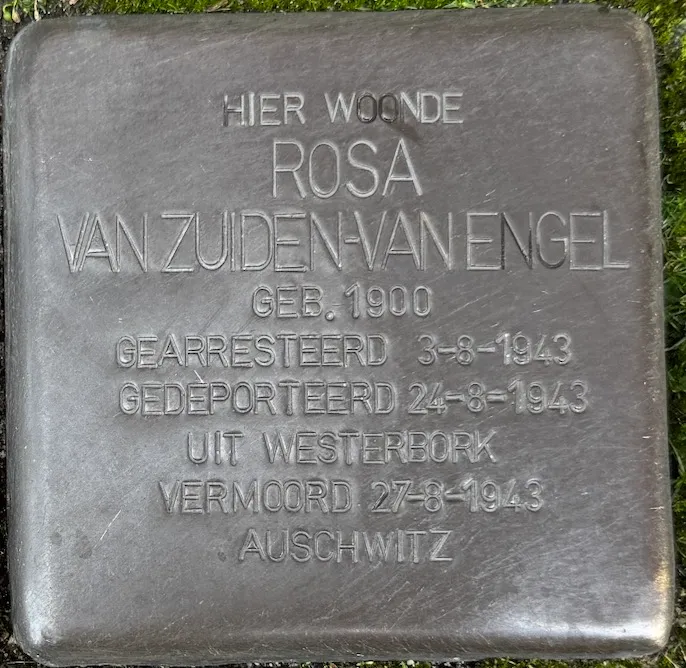 HIER WOONDE
ROSA
VAN ZUIDEN-VAN ENGEL
GEB. 1900
GEARRESTEERD 3-8-1943
GEDEPORTEERD 24-8-1943
UIT WESTERBORK
VERMOORD 27-8-1943
AUSCHWITZ